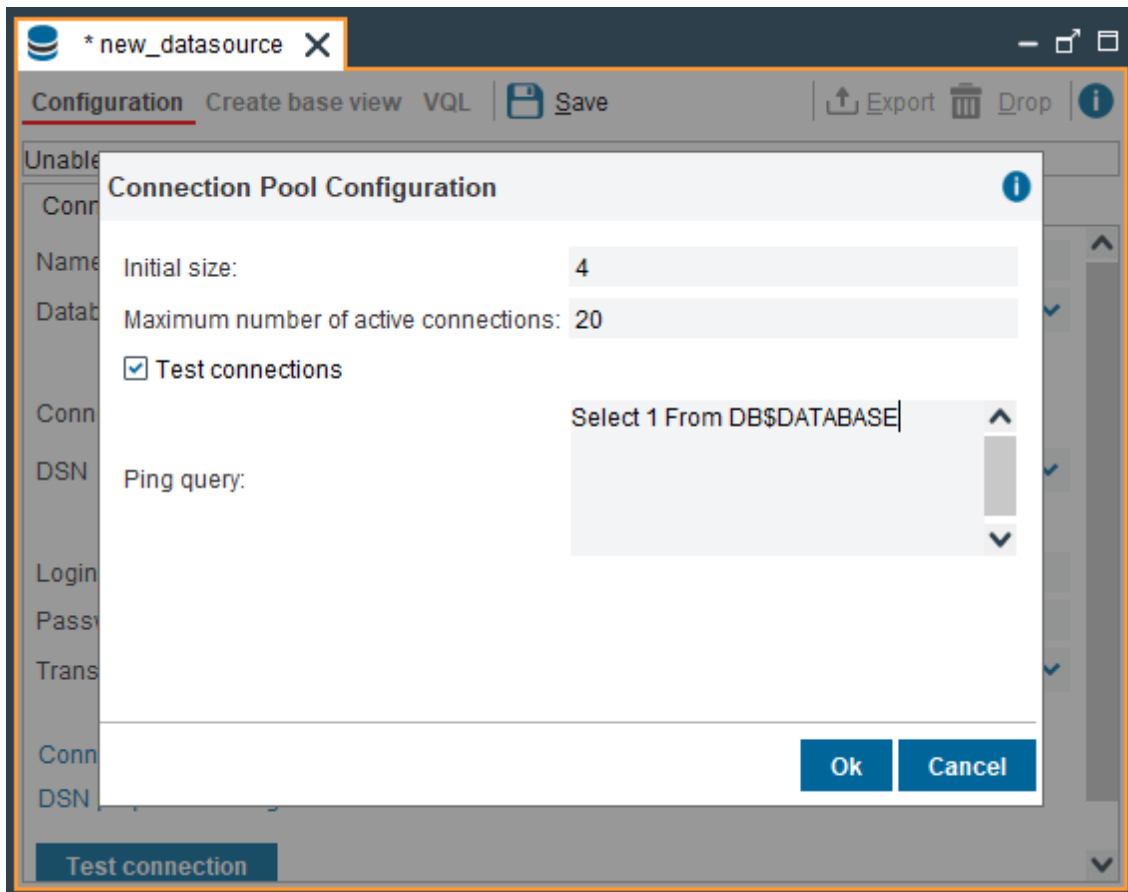 * new_datasource
Configuration Create base view VQL Save Export Drop
Unable
Connection Pool Configuration
Conn
Name
Initial size: 4
Datab
Maximum number of active connections: 20
Test connections
Conn
Select 1 From DB$DATABASE
DSN
Ping query:
Login
Passw
Trans
Conn
Ok Cancel
DSN
Test connection